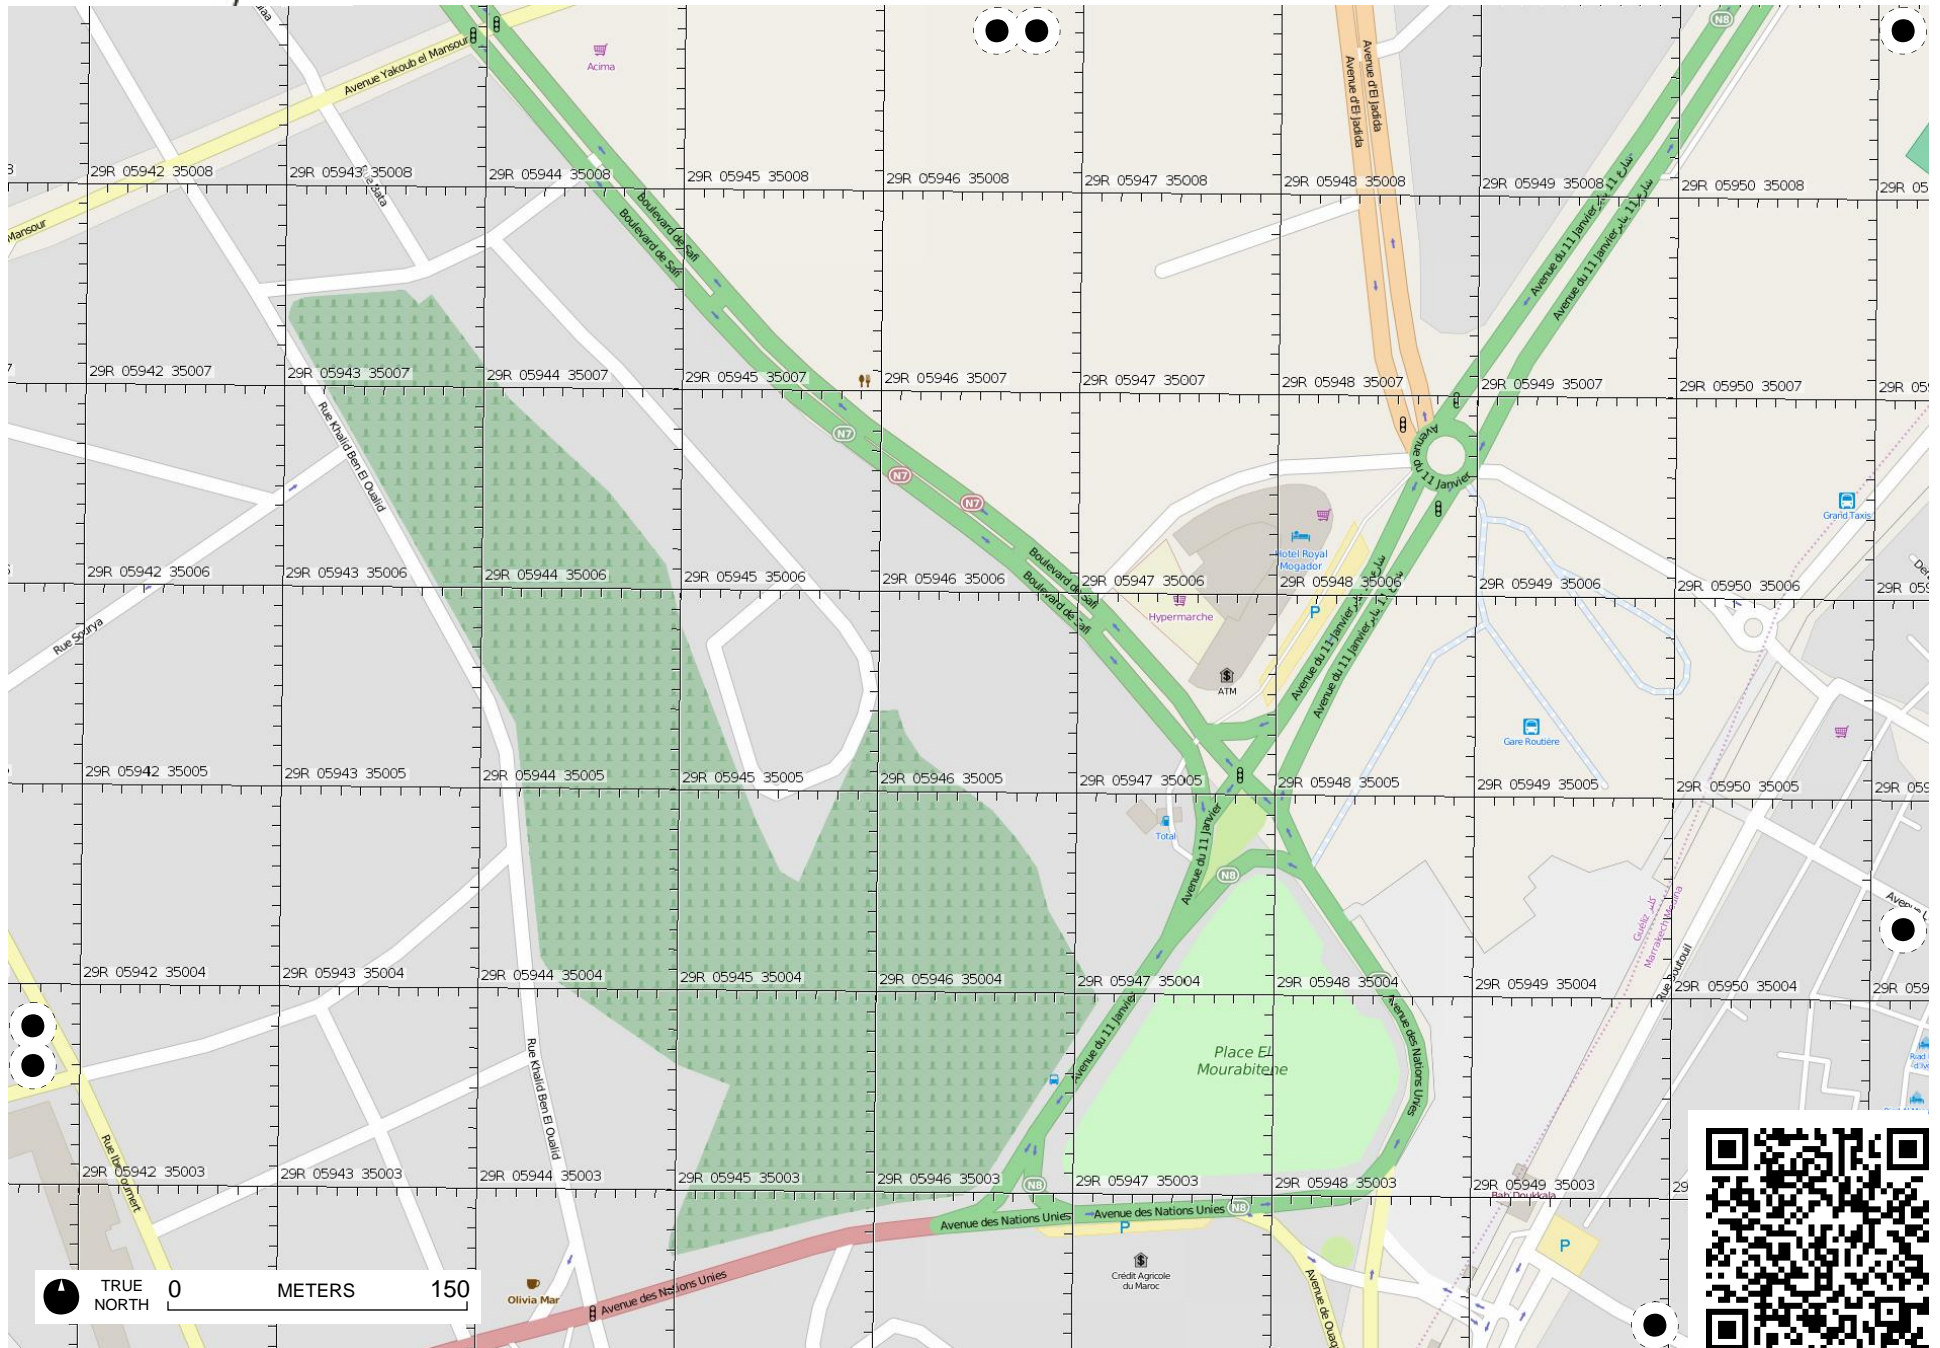 N8
Acima
Avenue Yakoub el Mansour
Avenue d'El Jadida
Avenue d'El Jadida
29R 05942 35008
29R 05943 35008
29R 05944 35008
29R 05945 35008
29R 05946 35008
29R 05947 35008
29R 05948 35008
29R 05949 35008
29R 05950 35008
Mansour
Boulevard de Safi
Boulevard de Safi
Avenue du 11 Janvier
Avenue du 11 Janvier
29R 05942 35007
29R 05943 35007
29R 05944 35007
29R 05945 35007
29R 05946 35007
29R 05947 35007
29R 05948 35007
29R 05949 35007
29R 05950 35007
Rue Khalid Ben El Oualid
N7
N7
N7
Avenue du 11 Janvier
Grand Taxis
Hotel Royal
Mogador
29R 05942 35006
29R 05943 35006
29R 05944 35006
29R 05945 35006
29R 05946 35006
29R 05947 35006
29R 05948 35006
29R 05949 35006
29R 05950 35006
Boulevard de Safi
Boulevard de Safi
Hypermarche
P
Rue Sourya
Avenue du 11 Janvier
Avenue du 11 Janvier
ATM
Gare Routière
29R 05942 35005
29R 05943 35005
29R 05944 35005
29R 05945 35005
29R 05946 35005
29R 05947 35005
29R 05948 35005
29R 05949 35005
29R 05950 35005
Total
Avenue du 11 Janvier
N8
Guéliz كليز
Marrakech Medina
Rue Boutouil
29R 05942 35004
29R 05943 35004
29R 05944 35004
29R 05945 35004
29R 05946 35004
29R 05947 35004
29R 05948 35004
29R 05949 35004
29R 05950 35004
Avenue du 11 Janvier
Avenue des Nations Unies
Place El
Mourabitene
Rue Khalid Ben El Oualid
29R 05942 35003
29R 05943 35003
29R 05944 35003
29R 05945 35003
29R 05946 35003
29R 05947 35003
29R 05948 35003
29R 05949 35003
Bab Doukkala
N8
Avenue des Nations Unies
Avenue des Nations Unies
N8
P
P
Crédit Agricole
du Maroc
Olivia Mar
Avenue des Nations Unies
TRUE
NORTH
0 METERS 150